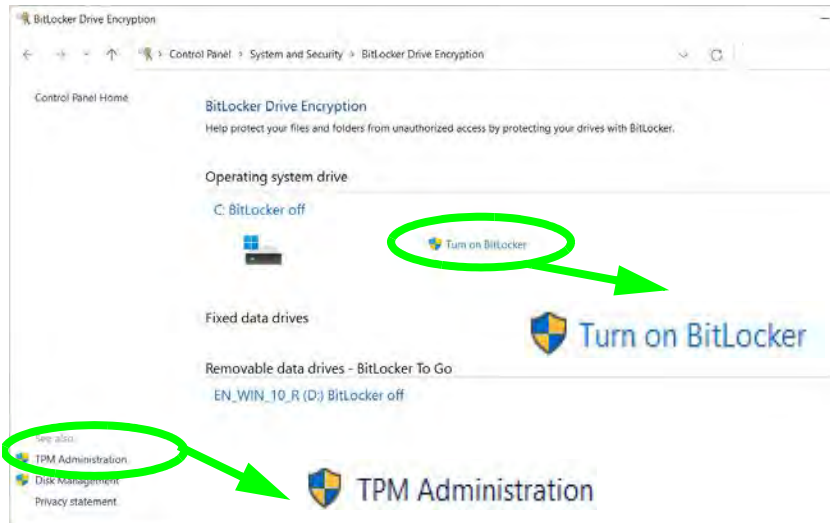 BitLocker Drive Encryption
Control Panel > System and Security > BitLocker Drive Encryption
Control Panel Home
BitLocker Drive Encryption
Help protect your files and folders from unauthorized access by protecting your drives with BitLocker.
Operating system drive
C: BitLocker off
Turn on BitLocker
Fixed data drives
Turn on BitLocker
Removable data drives - BitLocker To Go
EN_WIN_10_R (D:) BitLocker off
See also
TPM Administration
Disk Management
TPM Administration
Privacy statement